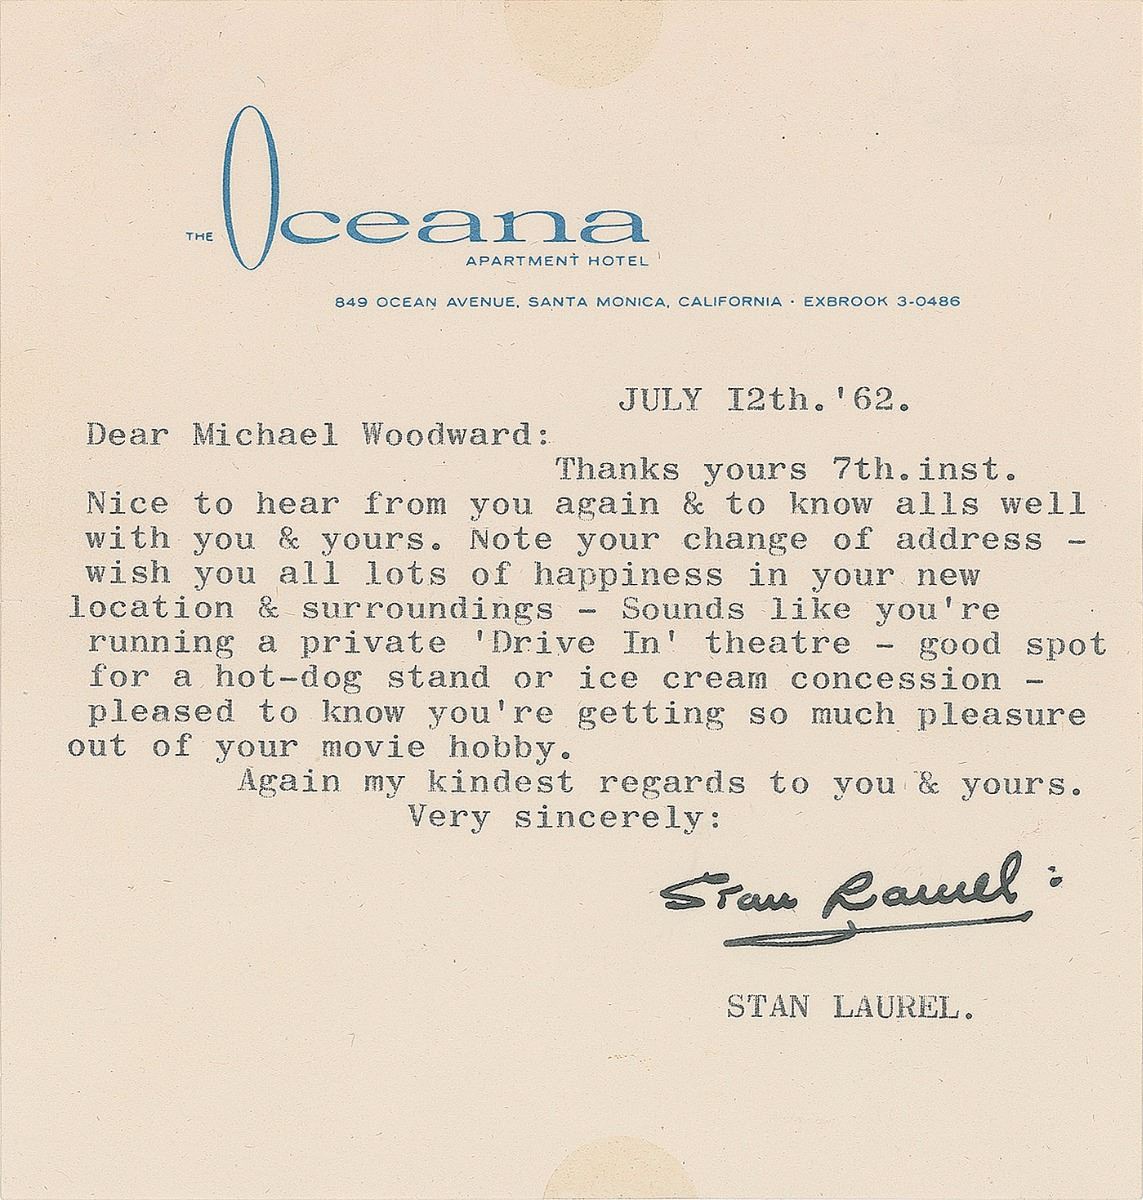 THE Oceana
APARTMENT HOTEL
849 OCEAN AVENUE, SANTA MONICA, CALIFORNIA · EXBROOK 3-0486
JULY I2th.'62.
Dear Michael Woodward:
Thanks yours 7th.inst.
Nice to hear from you again & to know alls well
with you & yours. Note your change of address -
wish you all lots of happiness in your new
location & surroundings - Sounds like you're
running a private 'Drive In' theatre - good spot
for a hot-dog stand or ice cream concession -
pleased to know you're getting so much pleasure
out of your movie hobby.
Again my kindest regards to you & yours.
Very sincerely:
Stan Laurel:
STAN LAUREL.